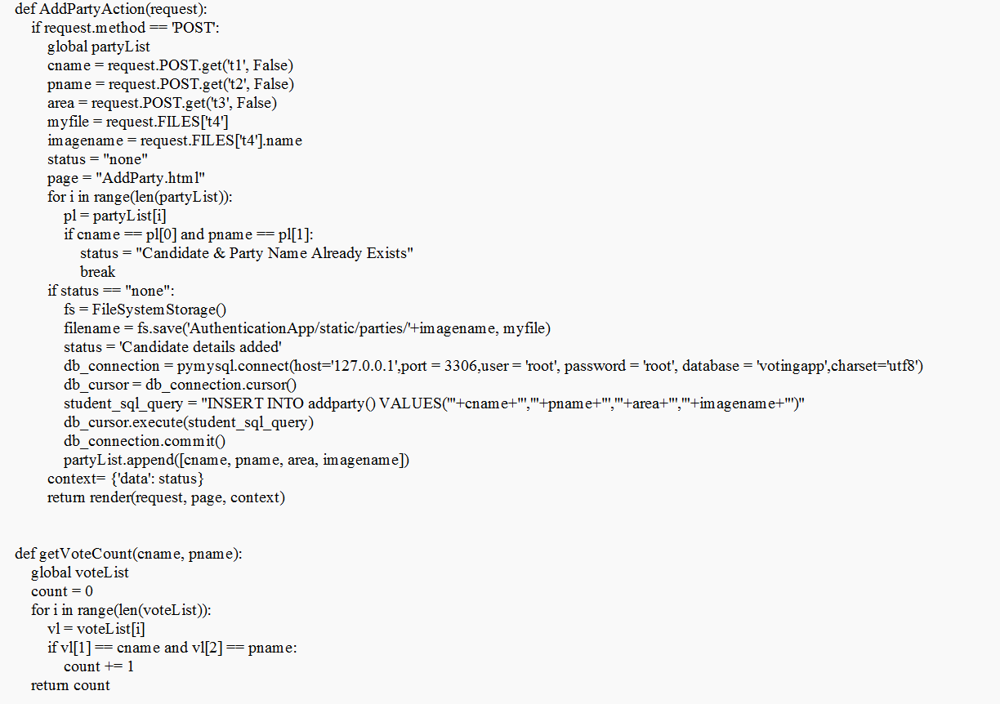 def AddPartyAction(request):
    if request.method == 'POST':
        global partyList
        cname = request.POST.get('t1', False)
        pname = request.POST.get('t2', False)
        area = request.POST.get('t3', False)
        myfile = request.FILES['t4']
        imagename = request.FILES['t4'].name
        status = "none"
        page = "AddParty.html"
        for i in range(len(partyList)):
            pl = partyList[i]
            if cname == pl[0] and pname == pl[1]:
                status = "Candidate & Party Name Already Exists"
                break
        if status == "none":
            fs = FileSystemStorage()
            filename = fs.save('AuthenticationApp/static/parties/'+imagename, myfile)
            status = 'Candidate details added'
            db_connection = pymysql.connect(host='127.0.0.1',port = 3306,user = 'root', password = 'root', database = 'votingapp',charset='utf8')
            db_cursor = db_connection.cursor()
            student_sql_query = "INSERT INTO addparty() VALUES('"+cname+"','"+pname+"','"+area+"','"+imagename+"')"
            db_cursor.execute(student_sql_query)
            db_connection.commit()
            partyList.append([cname, pname, area, imagename])
        context= {'data': status}
        return render(request, page, context)
def getVoteCount(cname, pname):
    global voteList
    count = 0
    for i in range(len(voteList)):
        vl = voteList[i]
        if vl[1] == cname and vl[2] == pname:
            count += 1
    return count